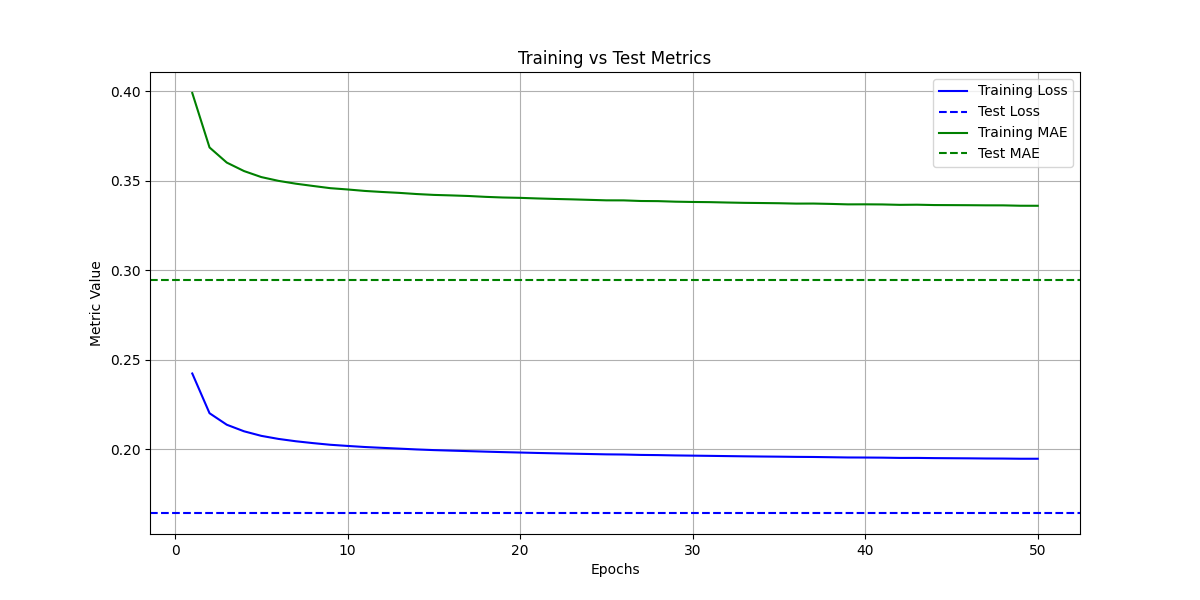 Training vs Test Metrics
Training Loss
Test Loss
Training MAE
Test MAE
Metric Value
0.40
0.35
0.30
0.25
0.20
0 10 20 30 40 50
Epochs